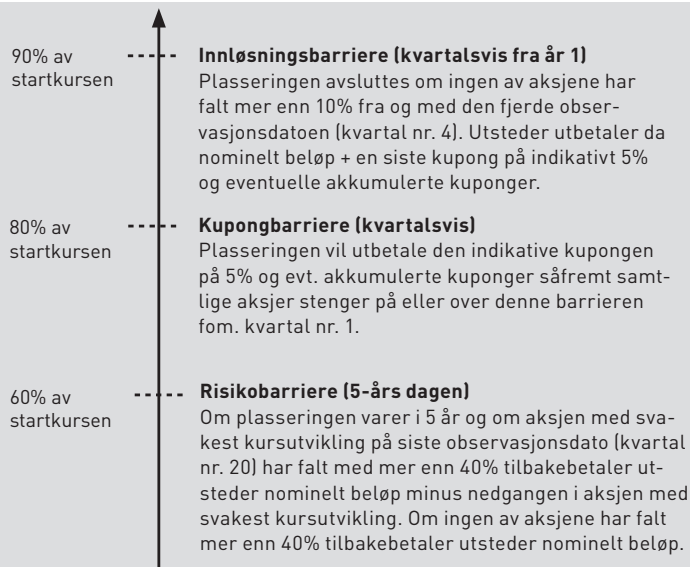 90% av
startkursen
Innløsningsbarriere (kvartalsvis fra år 1)
Plasseringen avsluttes om ingen av aksjene har
falt mer enn 10% fra og med den fjerde obser-
vasjonsdatoen (kvartal nr. 4). Utsteder utbetaler da
nominelt beløp + en siste kupong på indikativt 5%
og eventuelle akkumulerte kuponger.
80% av
startkursen
Kupongbarriere (kvartalsvis)
Plasseringen vil utbetale den indikative kupongen
på 5% og evt. akkumulerte kuponger såfremt samt-
lige aksjer stenger på eller over denne barrieren
fom. kvartal nr. 1.
60% av
startkursen
Risikobarriere (5-års dagen)
Om plasseringen varer i 5 år og om aksjen med sva-
kest kursutvikling på siste observasjonsdato (kvartal
nr. 20) har falt med mer enn 40% tilbakebetaler ut-
steder nominelt beløp minus nedgangen i aksjen med
svakest kursutvikling. Om ingen av aksjene har falt
mer enn 40% tilbakebetaler utsteder nominelt beløp.